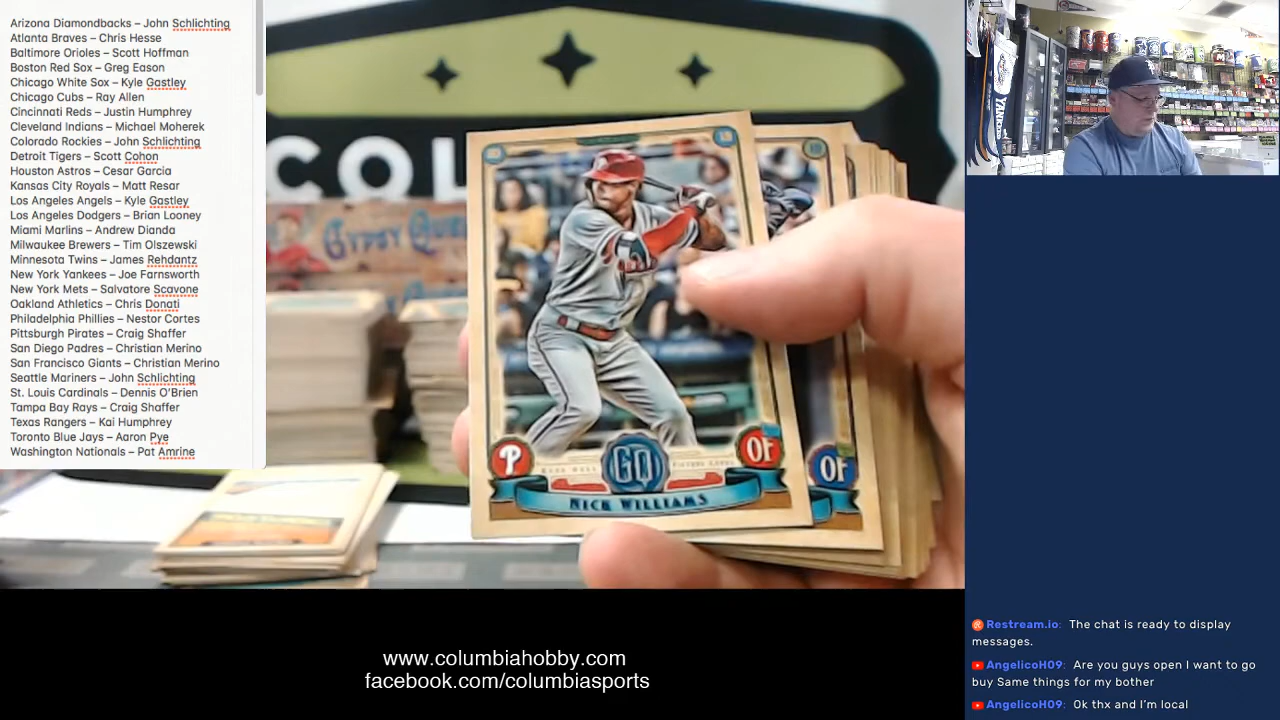 Arizona Diamondbacks – John Schlichting
Atlanta Braves – Chris Hesse
Baltimore Orioles – Scott Hoffman
Boston Red Sox – Greg Eason
Chicago White Sox – Kyle Gastley
Chicago Cubs – Ray Allen
Cincinnati Reds – Justin Humphrey
Cleveland Indians – Michael Moherek
Colorado Rockies – John Schlichting
Detroit Tigers – Scott Cohon
Houston Astros – Cesar Garcia
Kansas City Royals – Matt Resar
Los Angeles Angels – Kyle Gastley
Los Angeles Dodgers – Brian Looney
Miami Marlins – Andrew Dianda
Milwaukee Brewers – Tim Olszewski
Minnesota Twins – James Rehdantz
New York Yankees – Joe Farnsworth
New York Mets – Salvatore Scavone
Oakland Athletics – Chris Donati
Philadelphia Phillies – Nestor Cortes
Pittsburgh Pirates – Craig Shaffer
San Diego Padres – Christian Merino
San Francisco Giants – Christian Merino
Seattle Mariners – John Schlichting
St. Louis Cardinals – Dennis O'Brien
Tampa Bay Rays – Craig Shaffer
Texas Rangers – Kai Humphrey
Toronto Blue Jays – Aaron Pye
Washington Nationals – Pat Amrine
COL
GYPSY QUEEN
P
GQ
OF
OF
NICK WILLIAMS
www.columbiahobby.com
facebook.com/columbiasports
Restream.io: The chat is ready to display
messages.
AngelicoH09: Are you guys open I want to go
buy Same things for my bother
AngelicoH09: Ok thx and I'm local